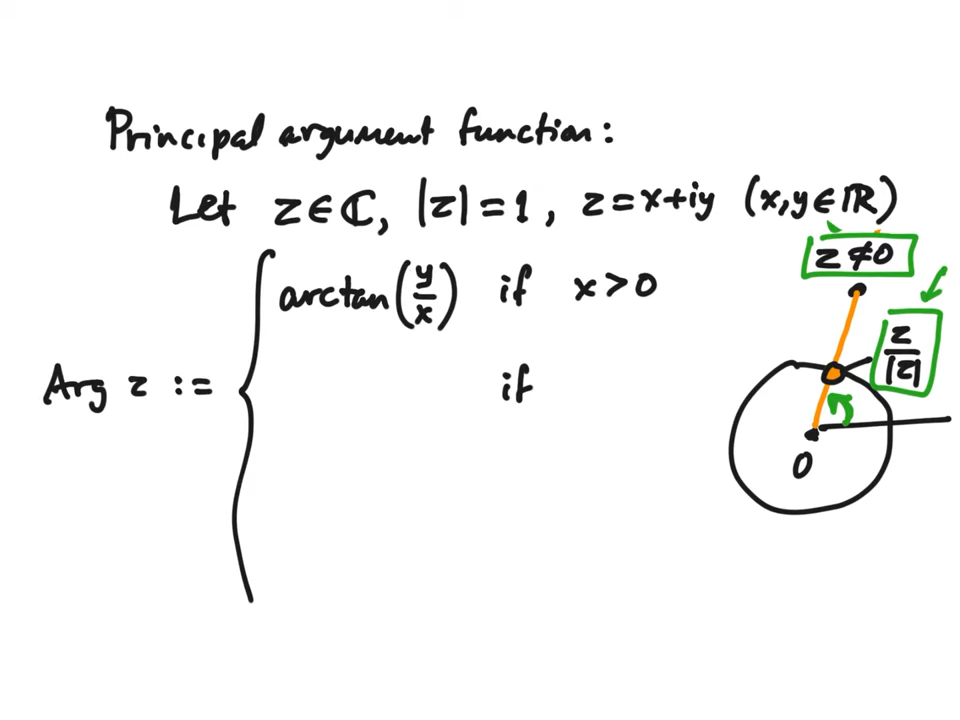 Principal argument function:
Let z∈ℂ, |z|=1, z=x+iy (x,y∈ℝ)
z≠0
arctan(y/x) if x>0
z/|z|
Arg z := if
0